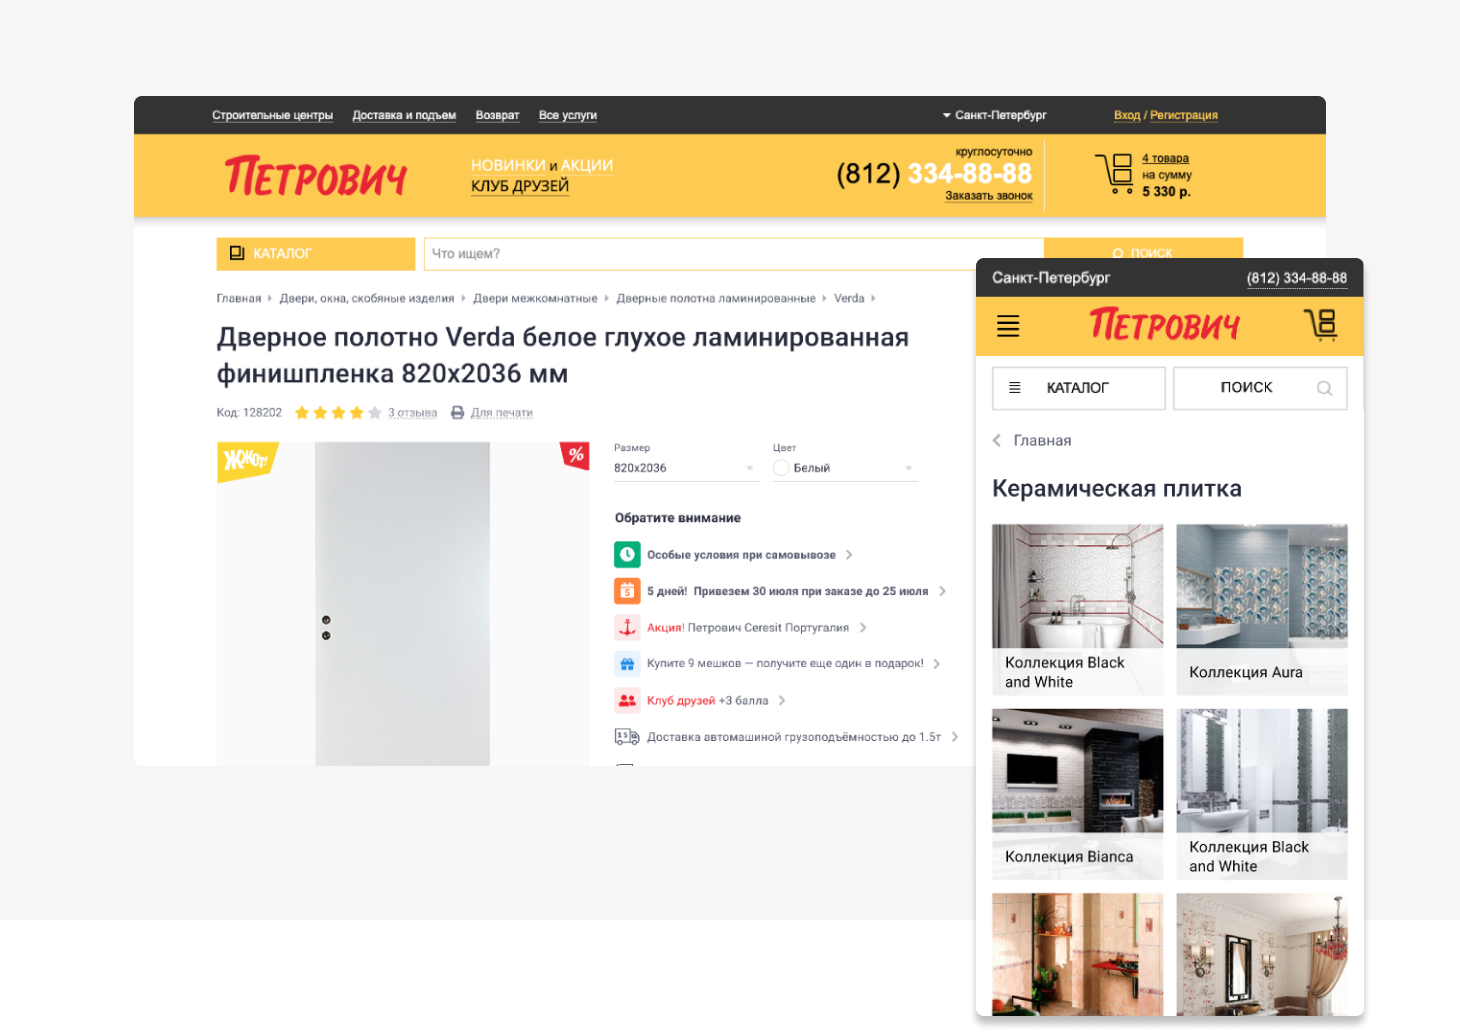 Строительные центры Доставка и подъем Возврат Все услуги Санкт-Петербург Вход / Регистрация
ПЕТРОВИЧ
НОВИНКИ и АКЦИИ
КЛУБ ДРУЗЕЙ
круглосуточно
(812) 334-88-88
Заказать звонок
4 товара
на сумму
5 330 р.
КАТАЛОГ Что ищем? ПОИСК
Главная Двери, окна, скобяные изделия Двери межкомнатные Дверные полотна ламинированные Verda
Дверное полотно Verda белое глухое ламинированная
финишпленка 820х2036 мм
Код: 128202 3 отзыва Для печати
ЖЖОТ!
%
Размер Цвет
820x2036 Белый
Обратите внимание
Особые условия при самовывозе
5 5 дней! Привезем 30 июля при заказе до 25 июля
Акция! Петрович Ceresit Португалия
Купите 9 мешков — получите еще один в подарок!
Клуб друзей +3 балла
1 5 Доставка автомашиной грузоподъёмностью до 1.5т
Санкт-Петербург (812) 334-88-88
ПЕТРОВИЧ
КАТАЛОГ ПОИСК
Главная
Керамическая плитка
Коллекция Black
and White
Коллекция Aura
Коллекция Bianca
Коллекция Black
and White